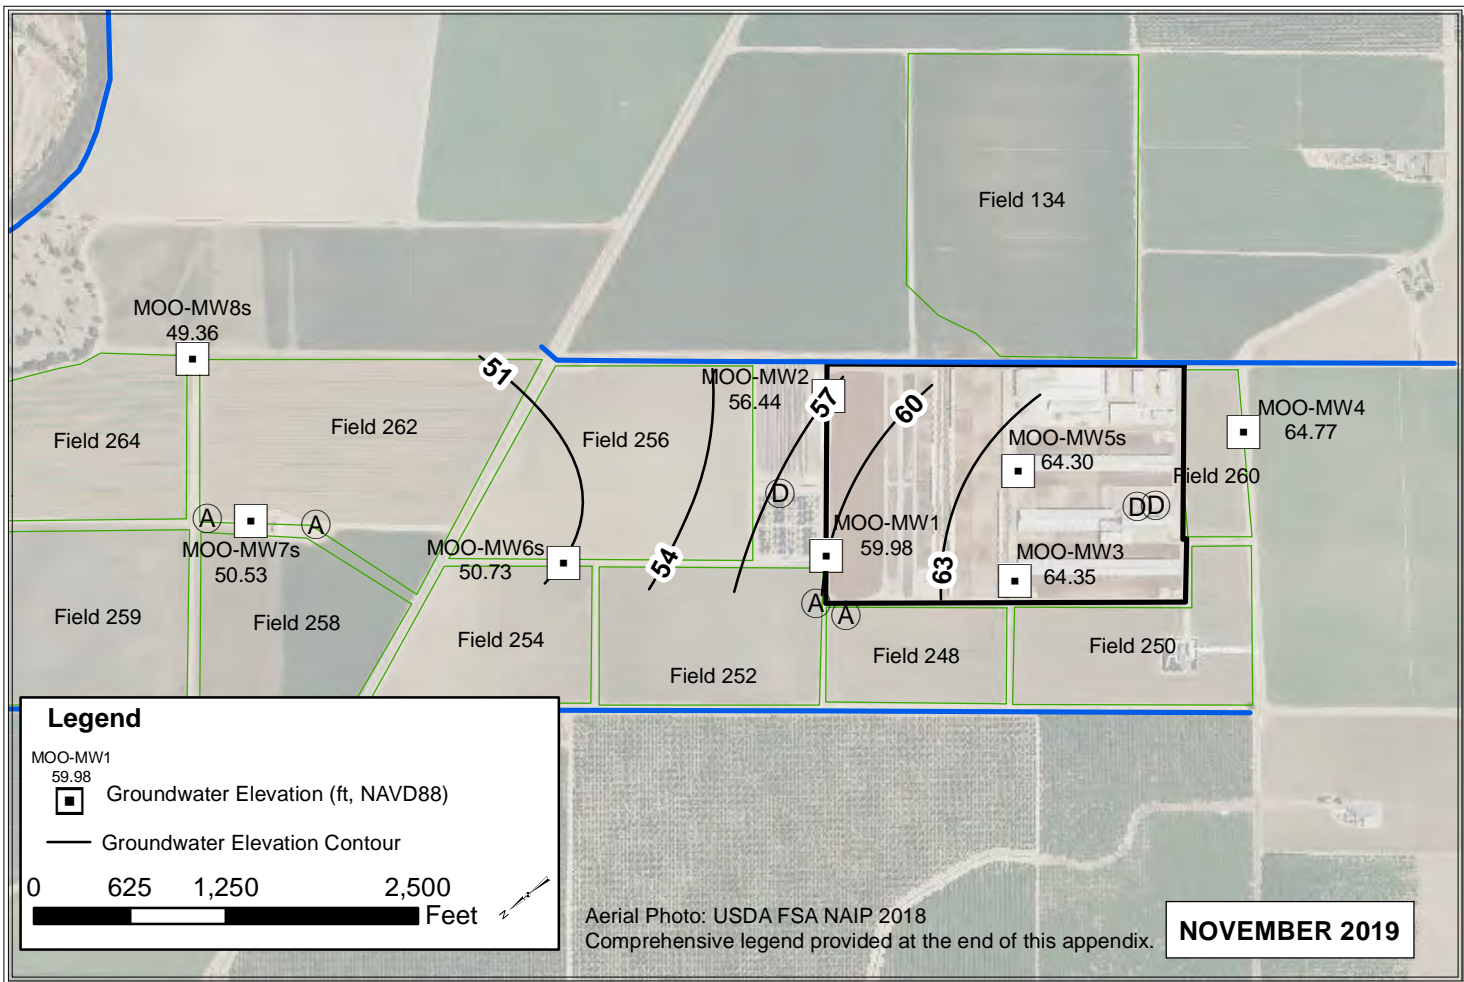 Field 134
MOO-MW8s
49.36
51
MOO-MW2
56.44
57
60
MOO-MW4
64.77
Field 264
Field 262
Field 256
MOO-MW5s
64.30
Field 260
D
DD
A
A
MOO-MW7s
50.53
MOO-MW6s
50.73
54
MOO-MW1
59.98
63
MOO-MW3
64.35
A
A
Field 259
Field 258
Field 254
Field 252
Field 248
Field 250
Legend
MOO-MW1
59.98
Groundwater Elevation (ft, NAVD88)
Groundwater Elevation Contour
0 625 1,250 2,500
Feet
N
Aerial Photo: USDA FSA NAIP 2018
Comprehensive legend provided at the end of this appendix.
NOVEMBER 2019